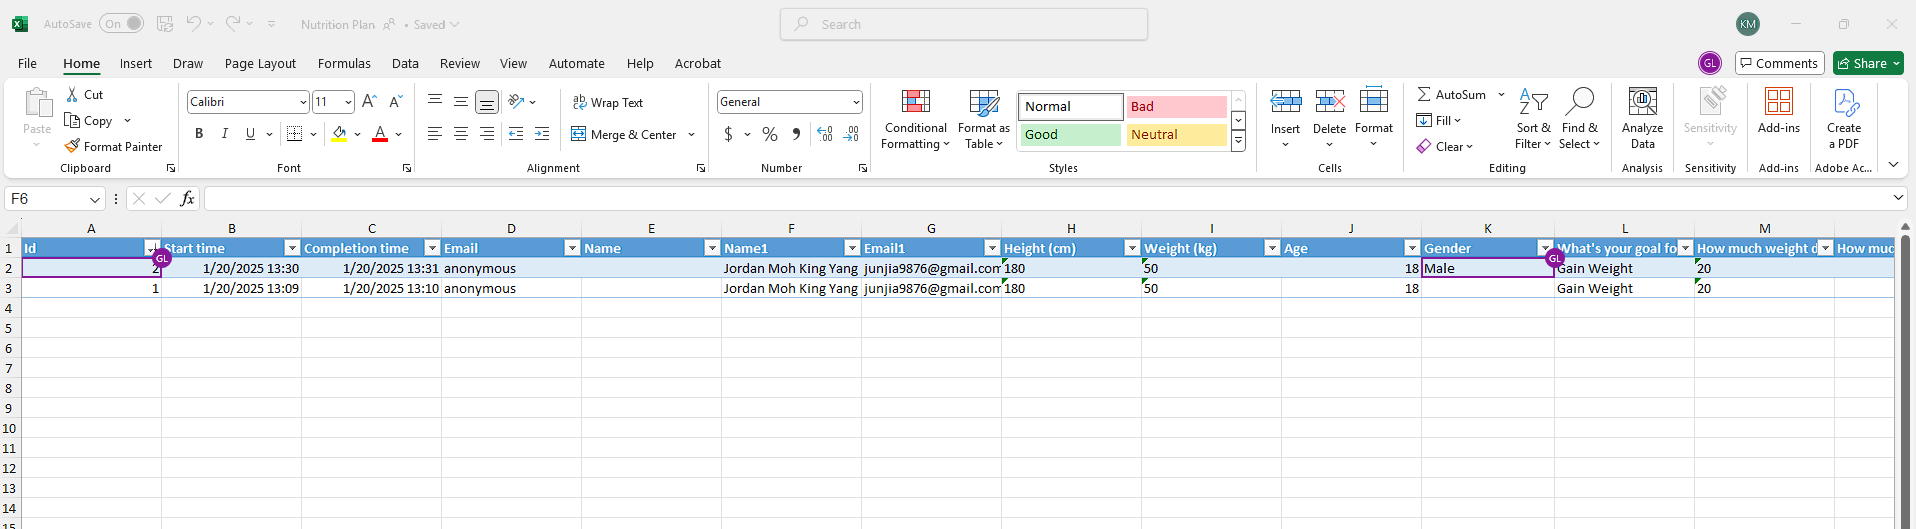 AutoSave On Nutrition Plan • Saved Search KM
File Home Insert Draw Page Layout Formulas Data Review View Automate Help Acrobat GL Comments Share
Paste Cut Copy Format Painter Clipboard
Calibri 11 A A B I U A Font
ab Wrap Text Merge & Center Alignment
General $ % Number
Conditional Formatting Format as Table Normal Bad Good Neutral Styles
Insert Delete Format Cells
AutoSum Fill Clear Sort & Filter Find & Select Editing
Analyze Data Analysis
Sensitivity Sensitivity
Add-ins Add-ins
Create a PDF Adobe Ac...
F6 fx
A B C D E F G H I J K L M
1 Id Start time Completion time Email Name Name1 Email1 Height (cm) Weight (kg) Age Gender What's your goal fo How much weight d How muc
GL GL
2 2 1/20/2025 13:30 1/20/2025 13:31 anonymous Jordan Moh King Yang junjia9876@gmail.com 180 50 18 Male Gain Weight 20
3 1 1/20/2025 13:09 1/20/2025 13:10 anonymous Jordan Moh King Yang junjia9876@gmail.com 180 50 18 Gain Weight 20
4
5
6
7
8
9
10
11
12
13
14
15